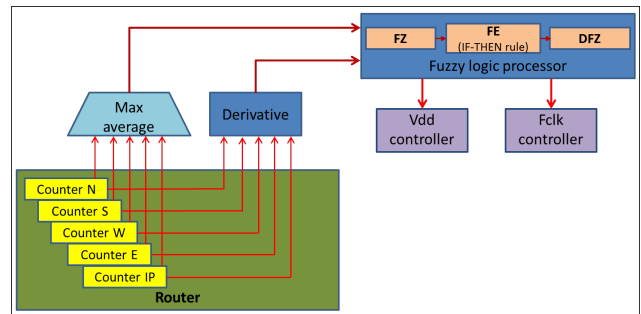 FZ
FE
(IF-THEN rule)
DFZ
Fuzzy logic processor
Max
average
Derivative
Vdd
controller
Fclk
controller
Counter N
Counter S
Counter W
Counter E
Counter IP
Router